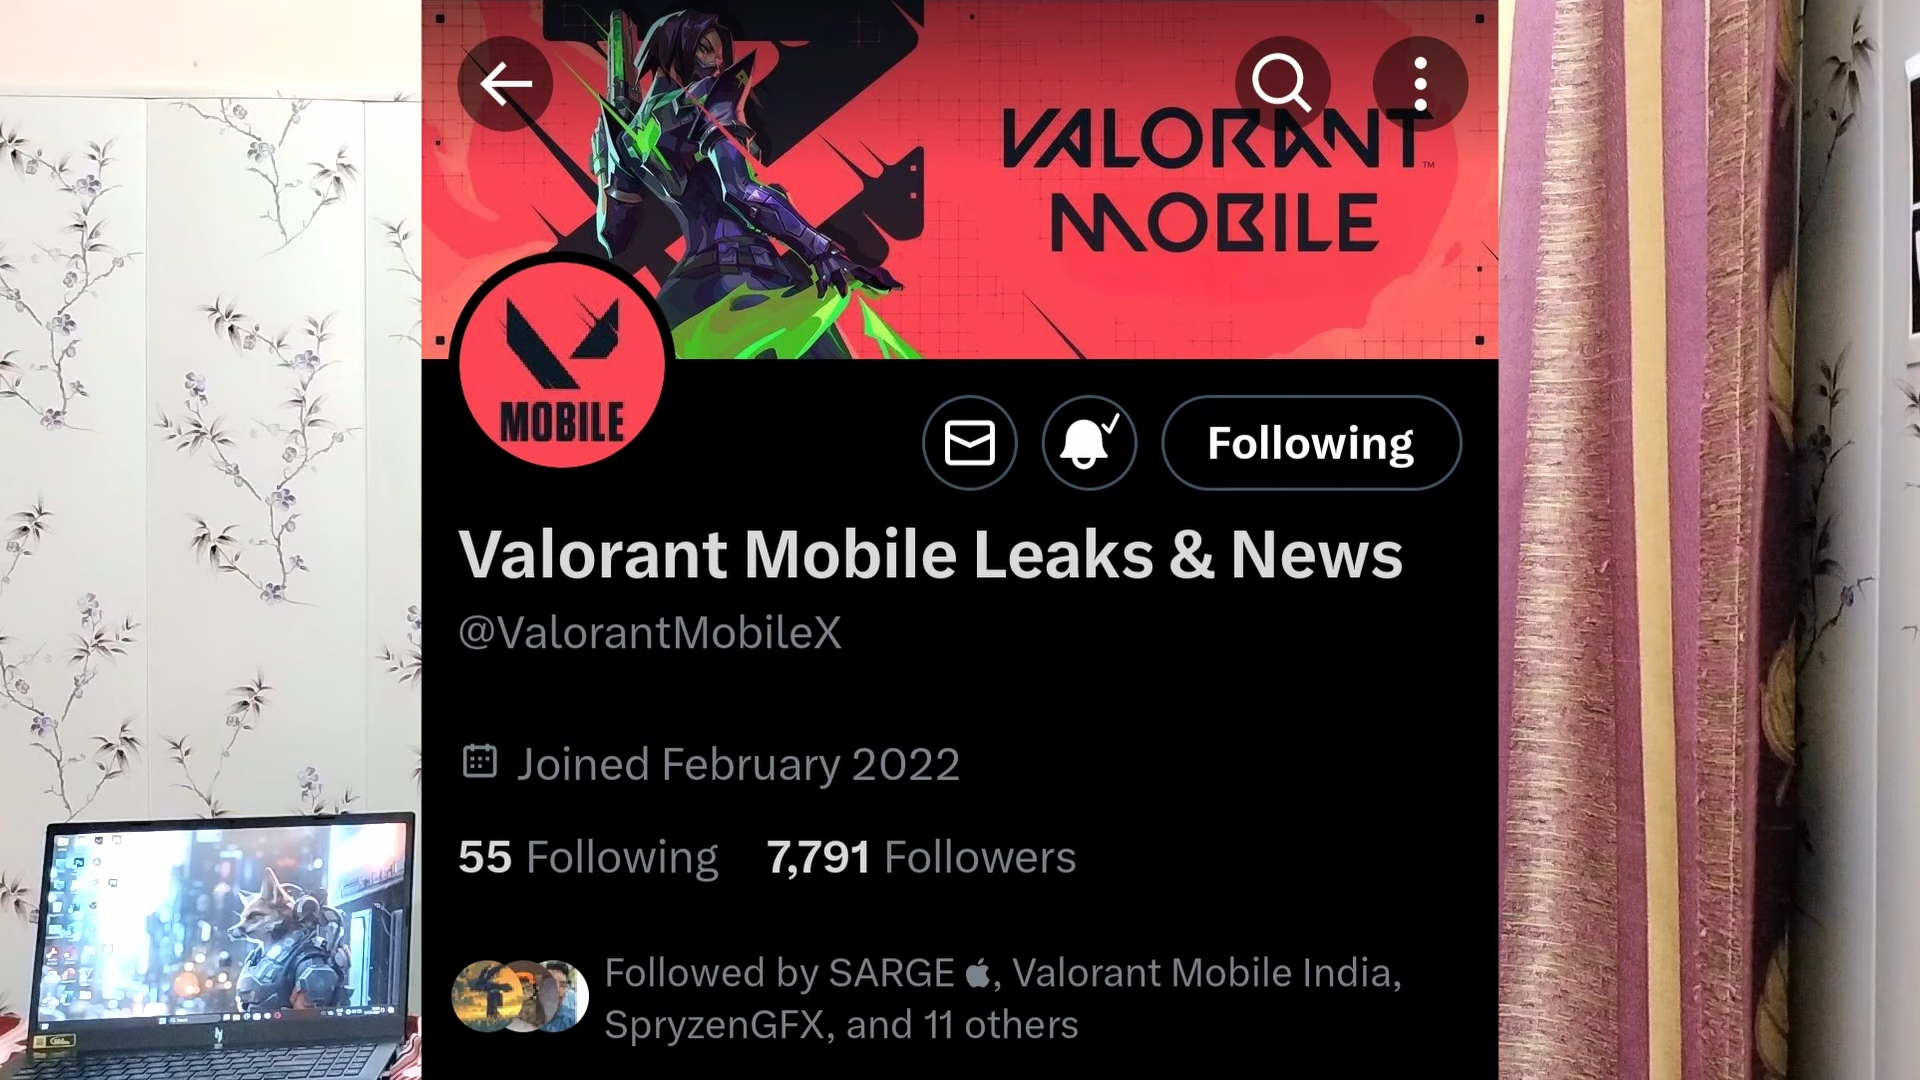 VALORANT™
MOBILE
MOBILE
Following
Valorant Mobile Leaks & News
@ValorantMobileX
Joined February 2022
55 Following 7,791 Followers
Followed by SARGE , Valorant Mobile India,
SpryzenGFX, and 11 others